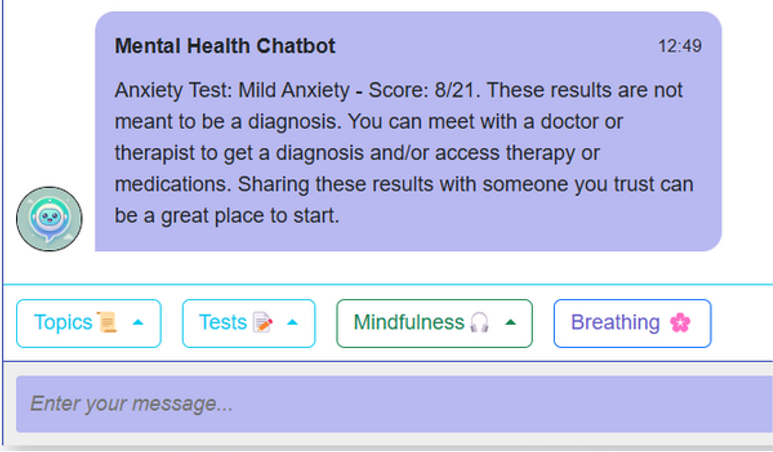 Mental Health Chatbot 12:49
Anxiety Test: Mild Anxiety - Score: 8/21. These results are not
meant to be a diagnosis. You can meet with a doctor or
therapist to get a diagnosis and/or access therapy or
medications. Sharing these results with someone you trust can
be a great place to start.
Topics Tests Mindfulness Breathing
Enter your message...